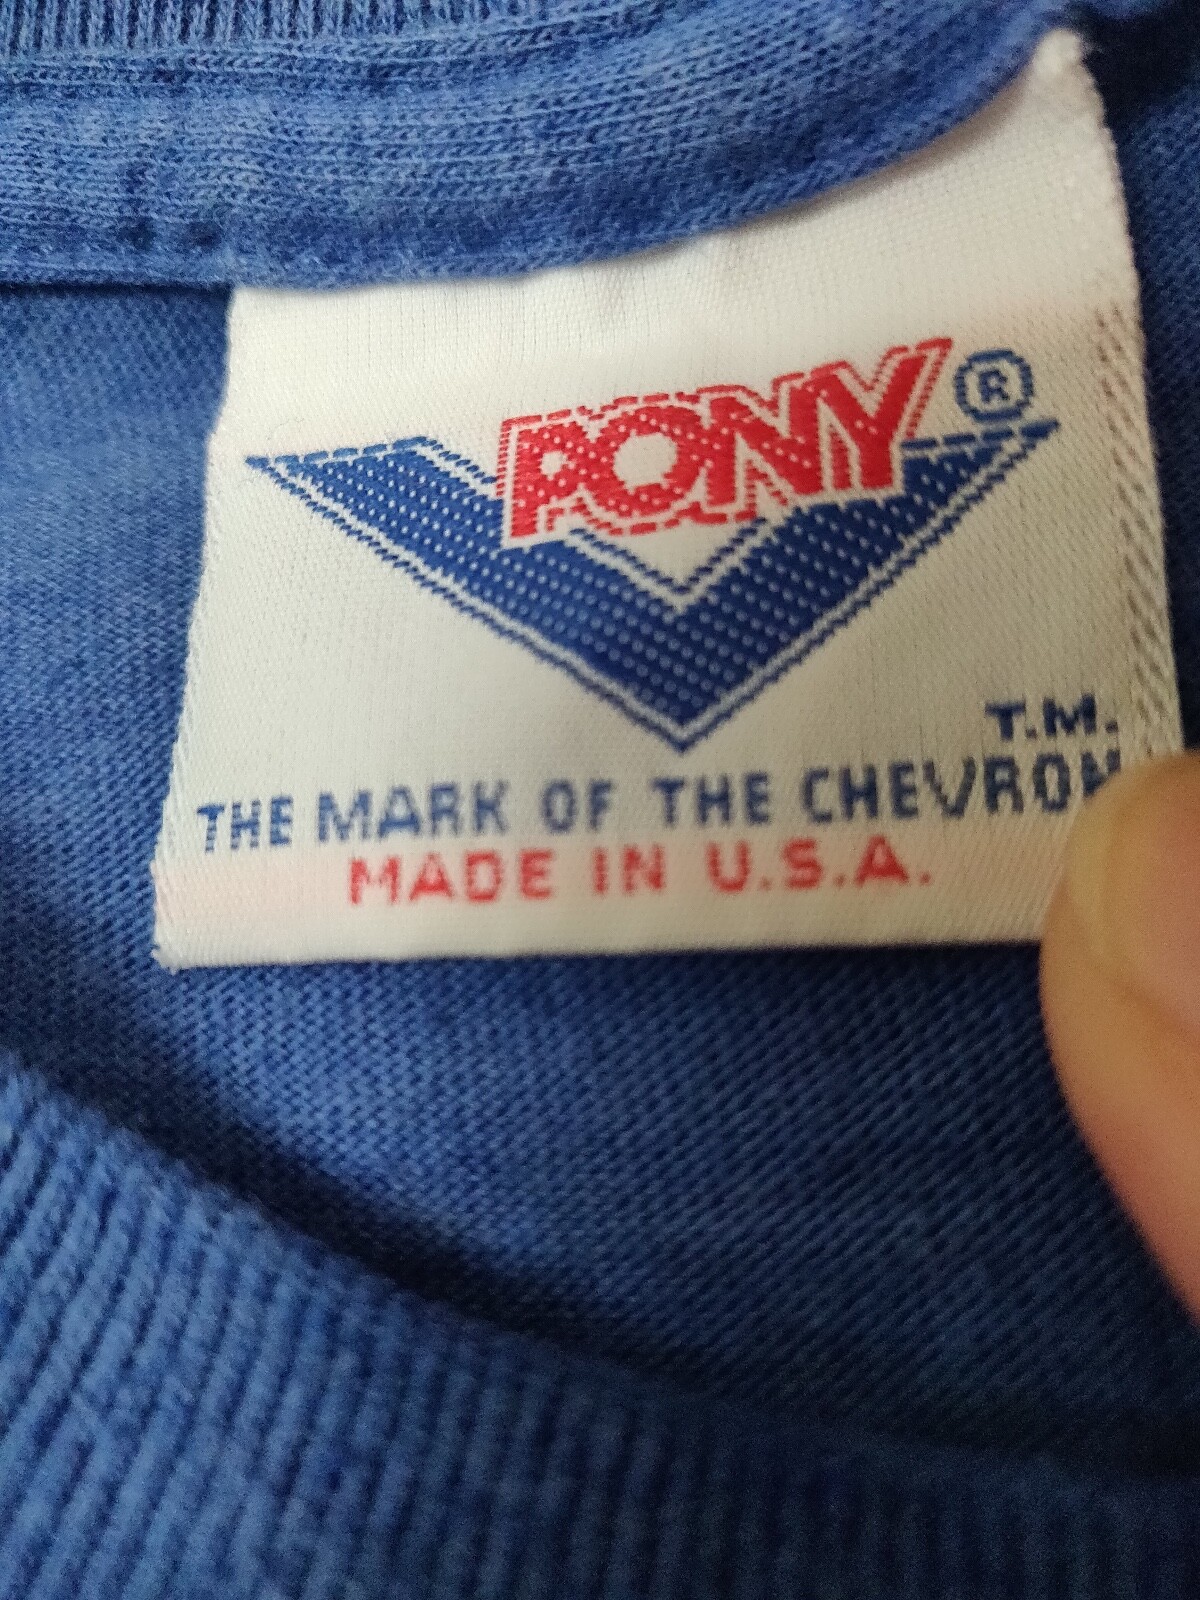 PONY ®
T.M.
THE MARK OF THE CHEVRON
MADE IN U.S.A.